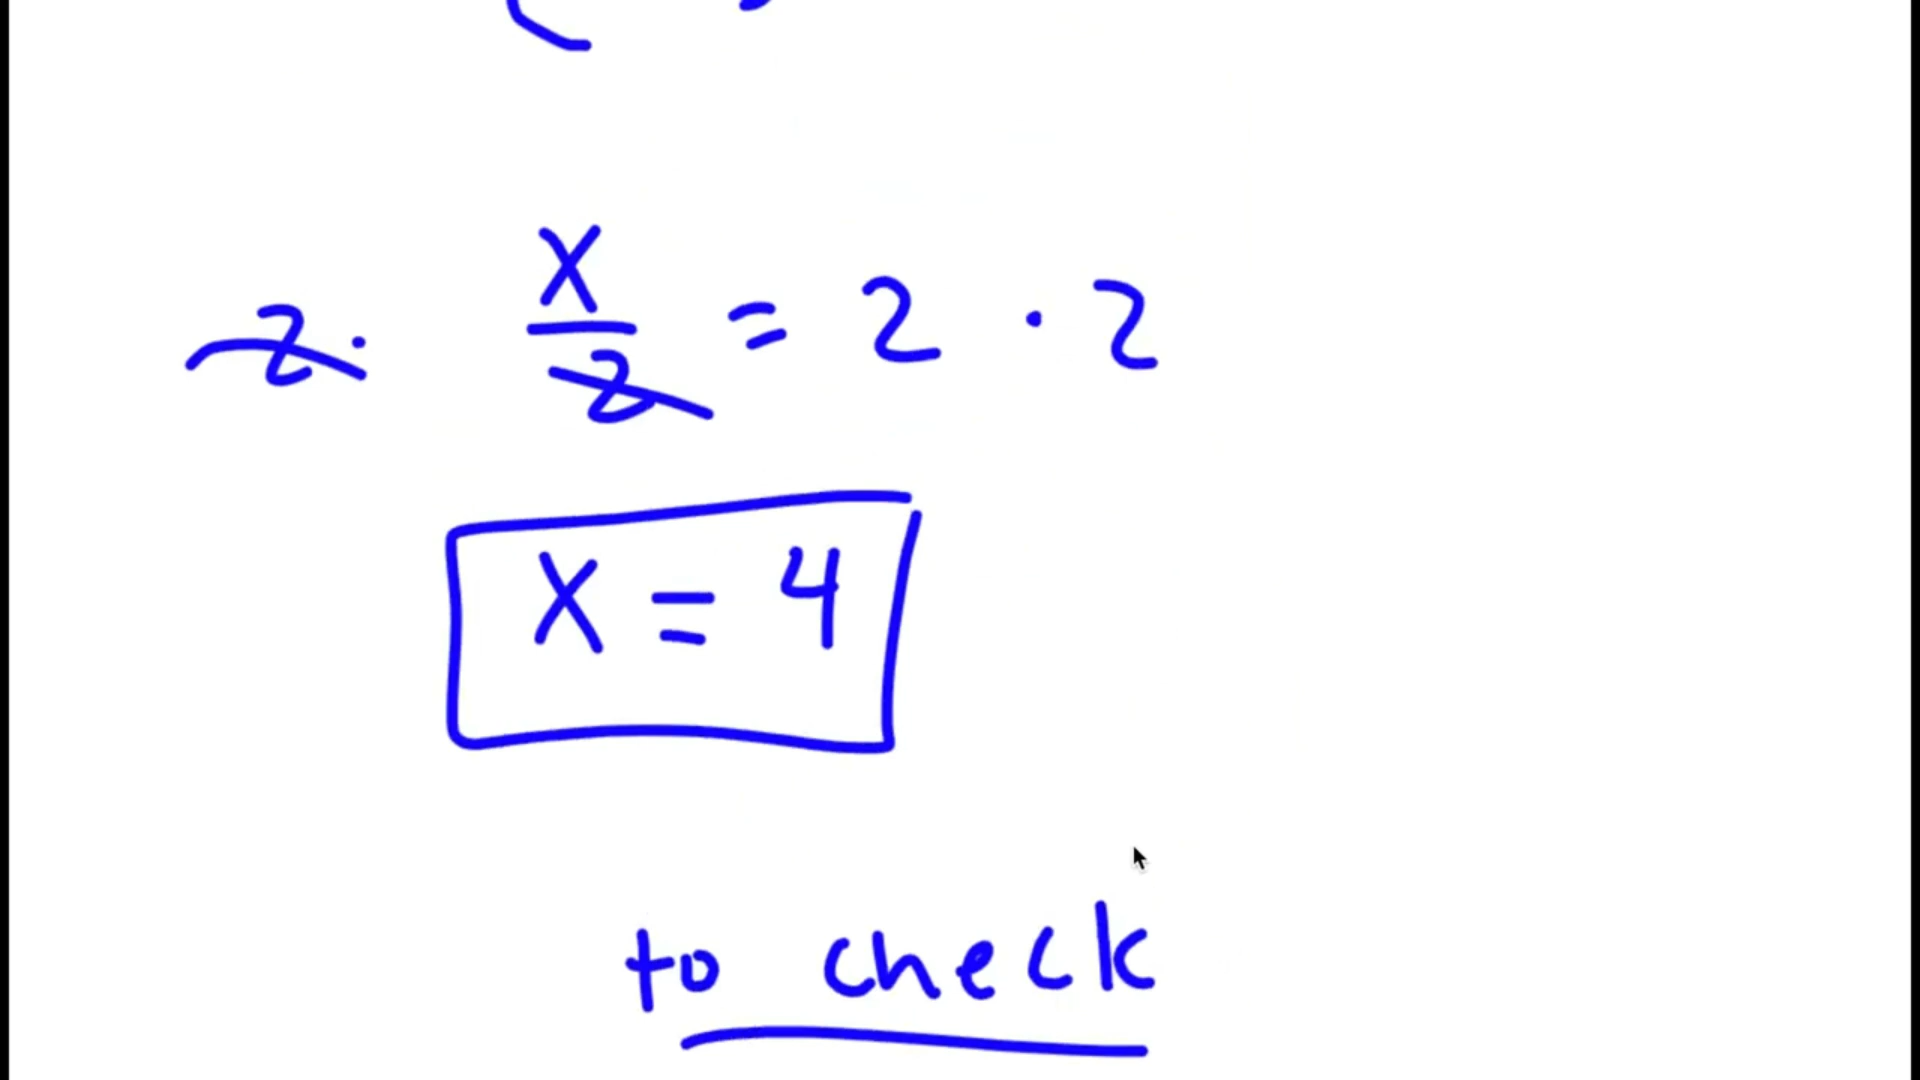 2 · x/2 = 2 · 2
x = 4
to check